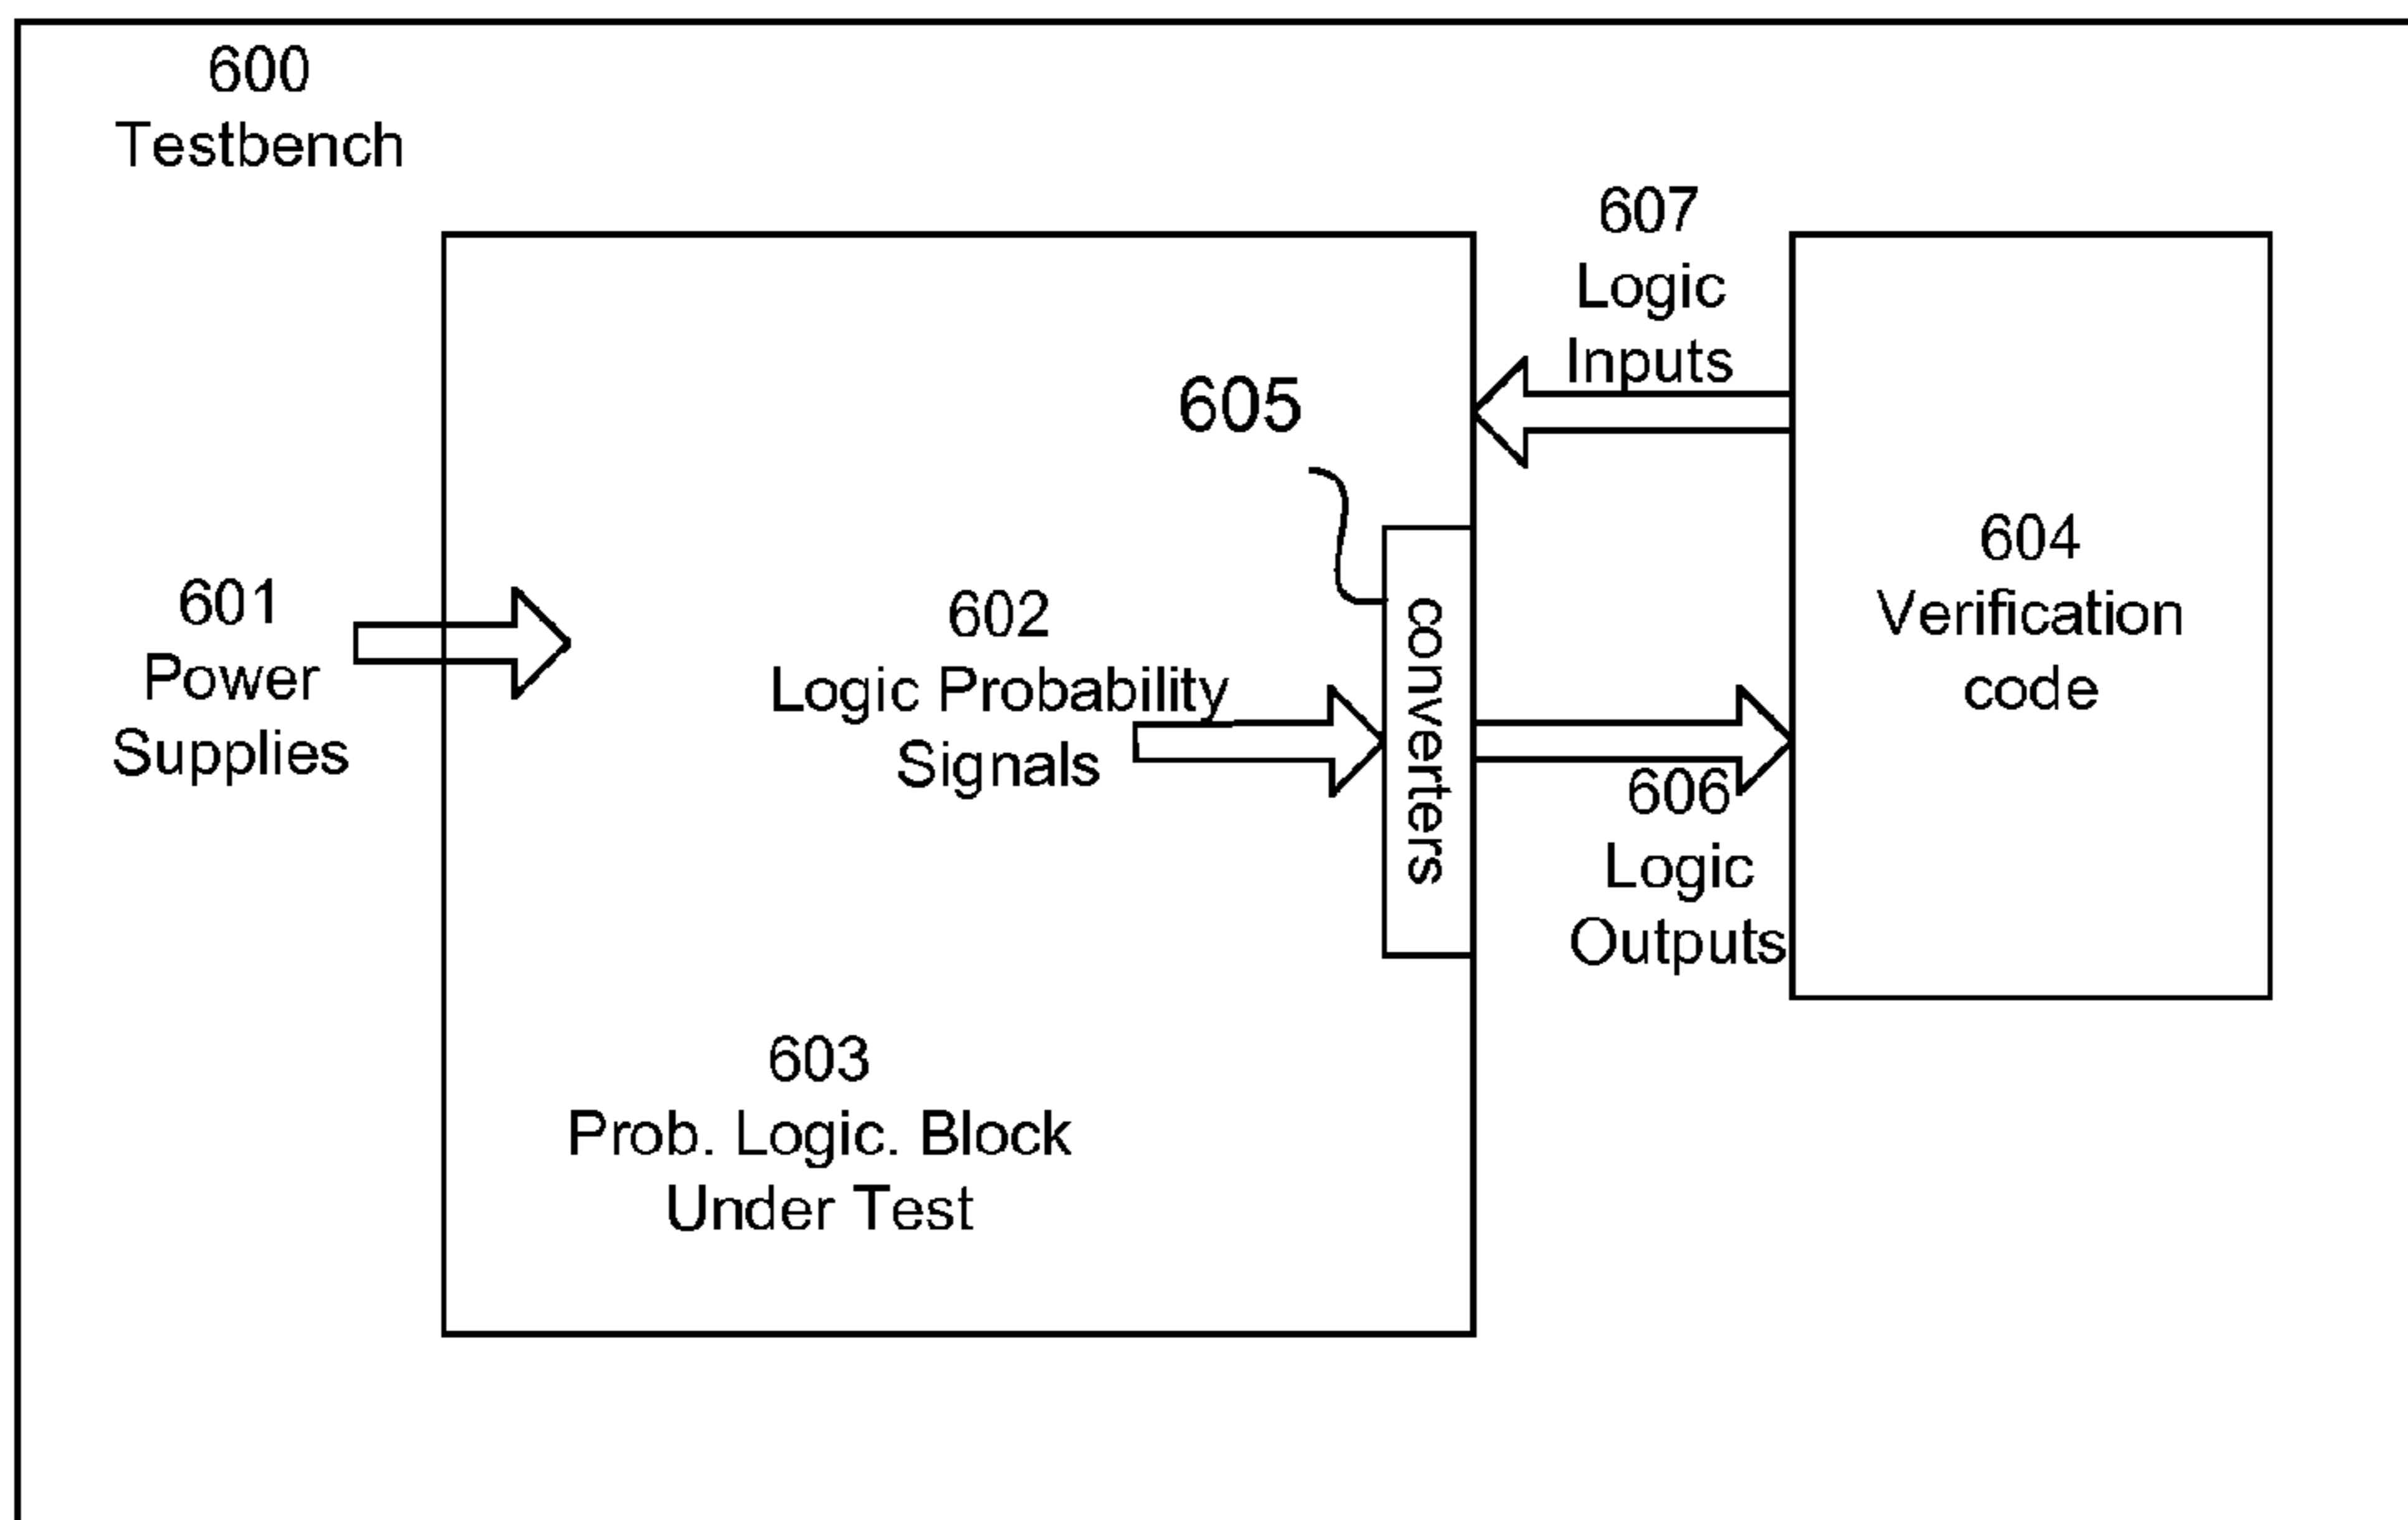 600
Testbench
607
Logic
Inputs
605
601
Power
Supplies
602
Logic Probability
Signals
converters
604
Verification
code
606
Logic
Outputs
603
Prob. Logic. Block
Under Test